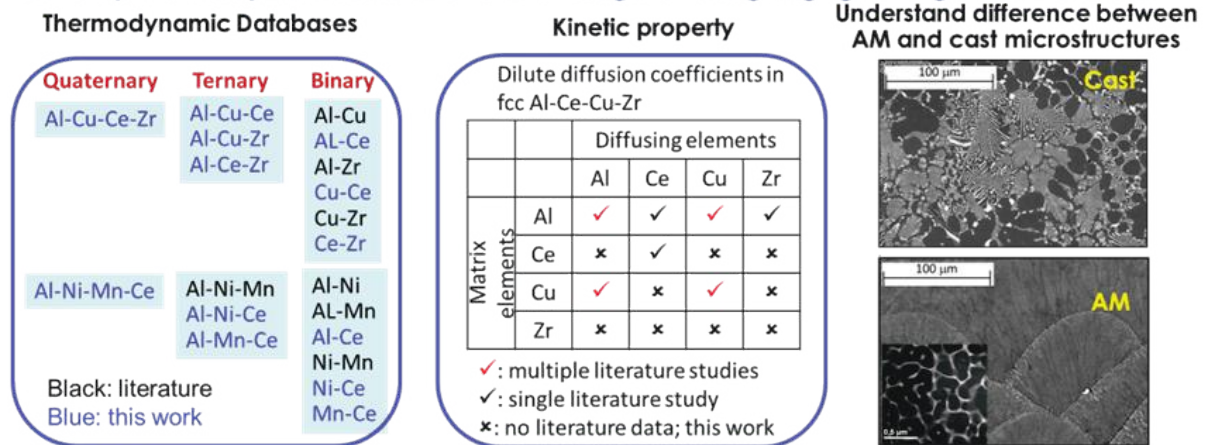 Thermodynamic Databases
Quaternary Ternary Binary
Al-Cu-Ce-Zr
Al-Cu-Ce
Al-Cu-Zr
Al-Ce-Zr
Al-Cu
AL-Ce
Al-Zr
Cu-Ce
Cu-Zr
Ce-Zr
Al-Ni-Mn-Ce
Al-Ni-Mn
Al-Ni-Ce
Al-Mn-Ce
Al-Ni
AL-Mn
Al-Ce
Ni-Mn
Ni-Ce
Mn-Ce
Black: literature
Blue: this work
Kinetic property
Dilute diffusion coefficients in
fcc Al-Ce-Cu-Zr
Diffusing elements
Al Ce Cu Zr
Matrix
elements
Al ✓ ✓ ✓ ✓
Ce × ✓ × ×
Cu ✓ × ✓ ×
Zr × × × ×
✓: multiple literature studies
✓: single literature study
×: no literature data; this work
Understand difference between
AM and cast microstructures
100 μm
Cast
100 μm
AM
0.5 μm